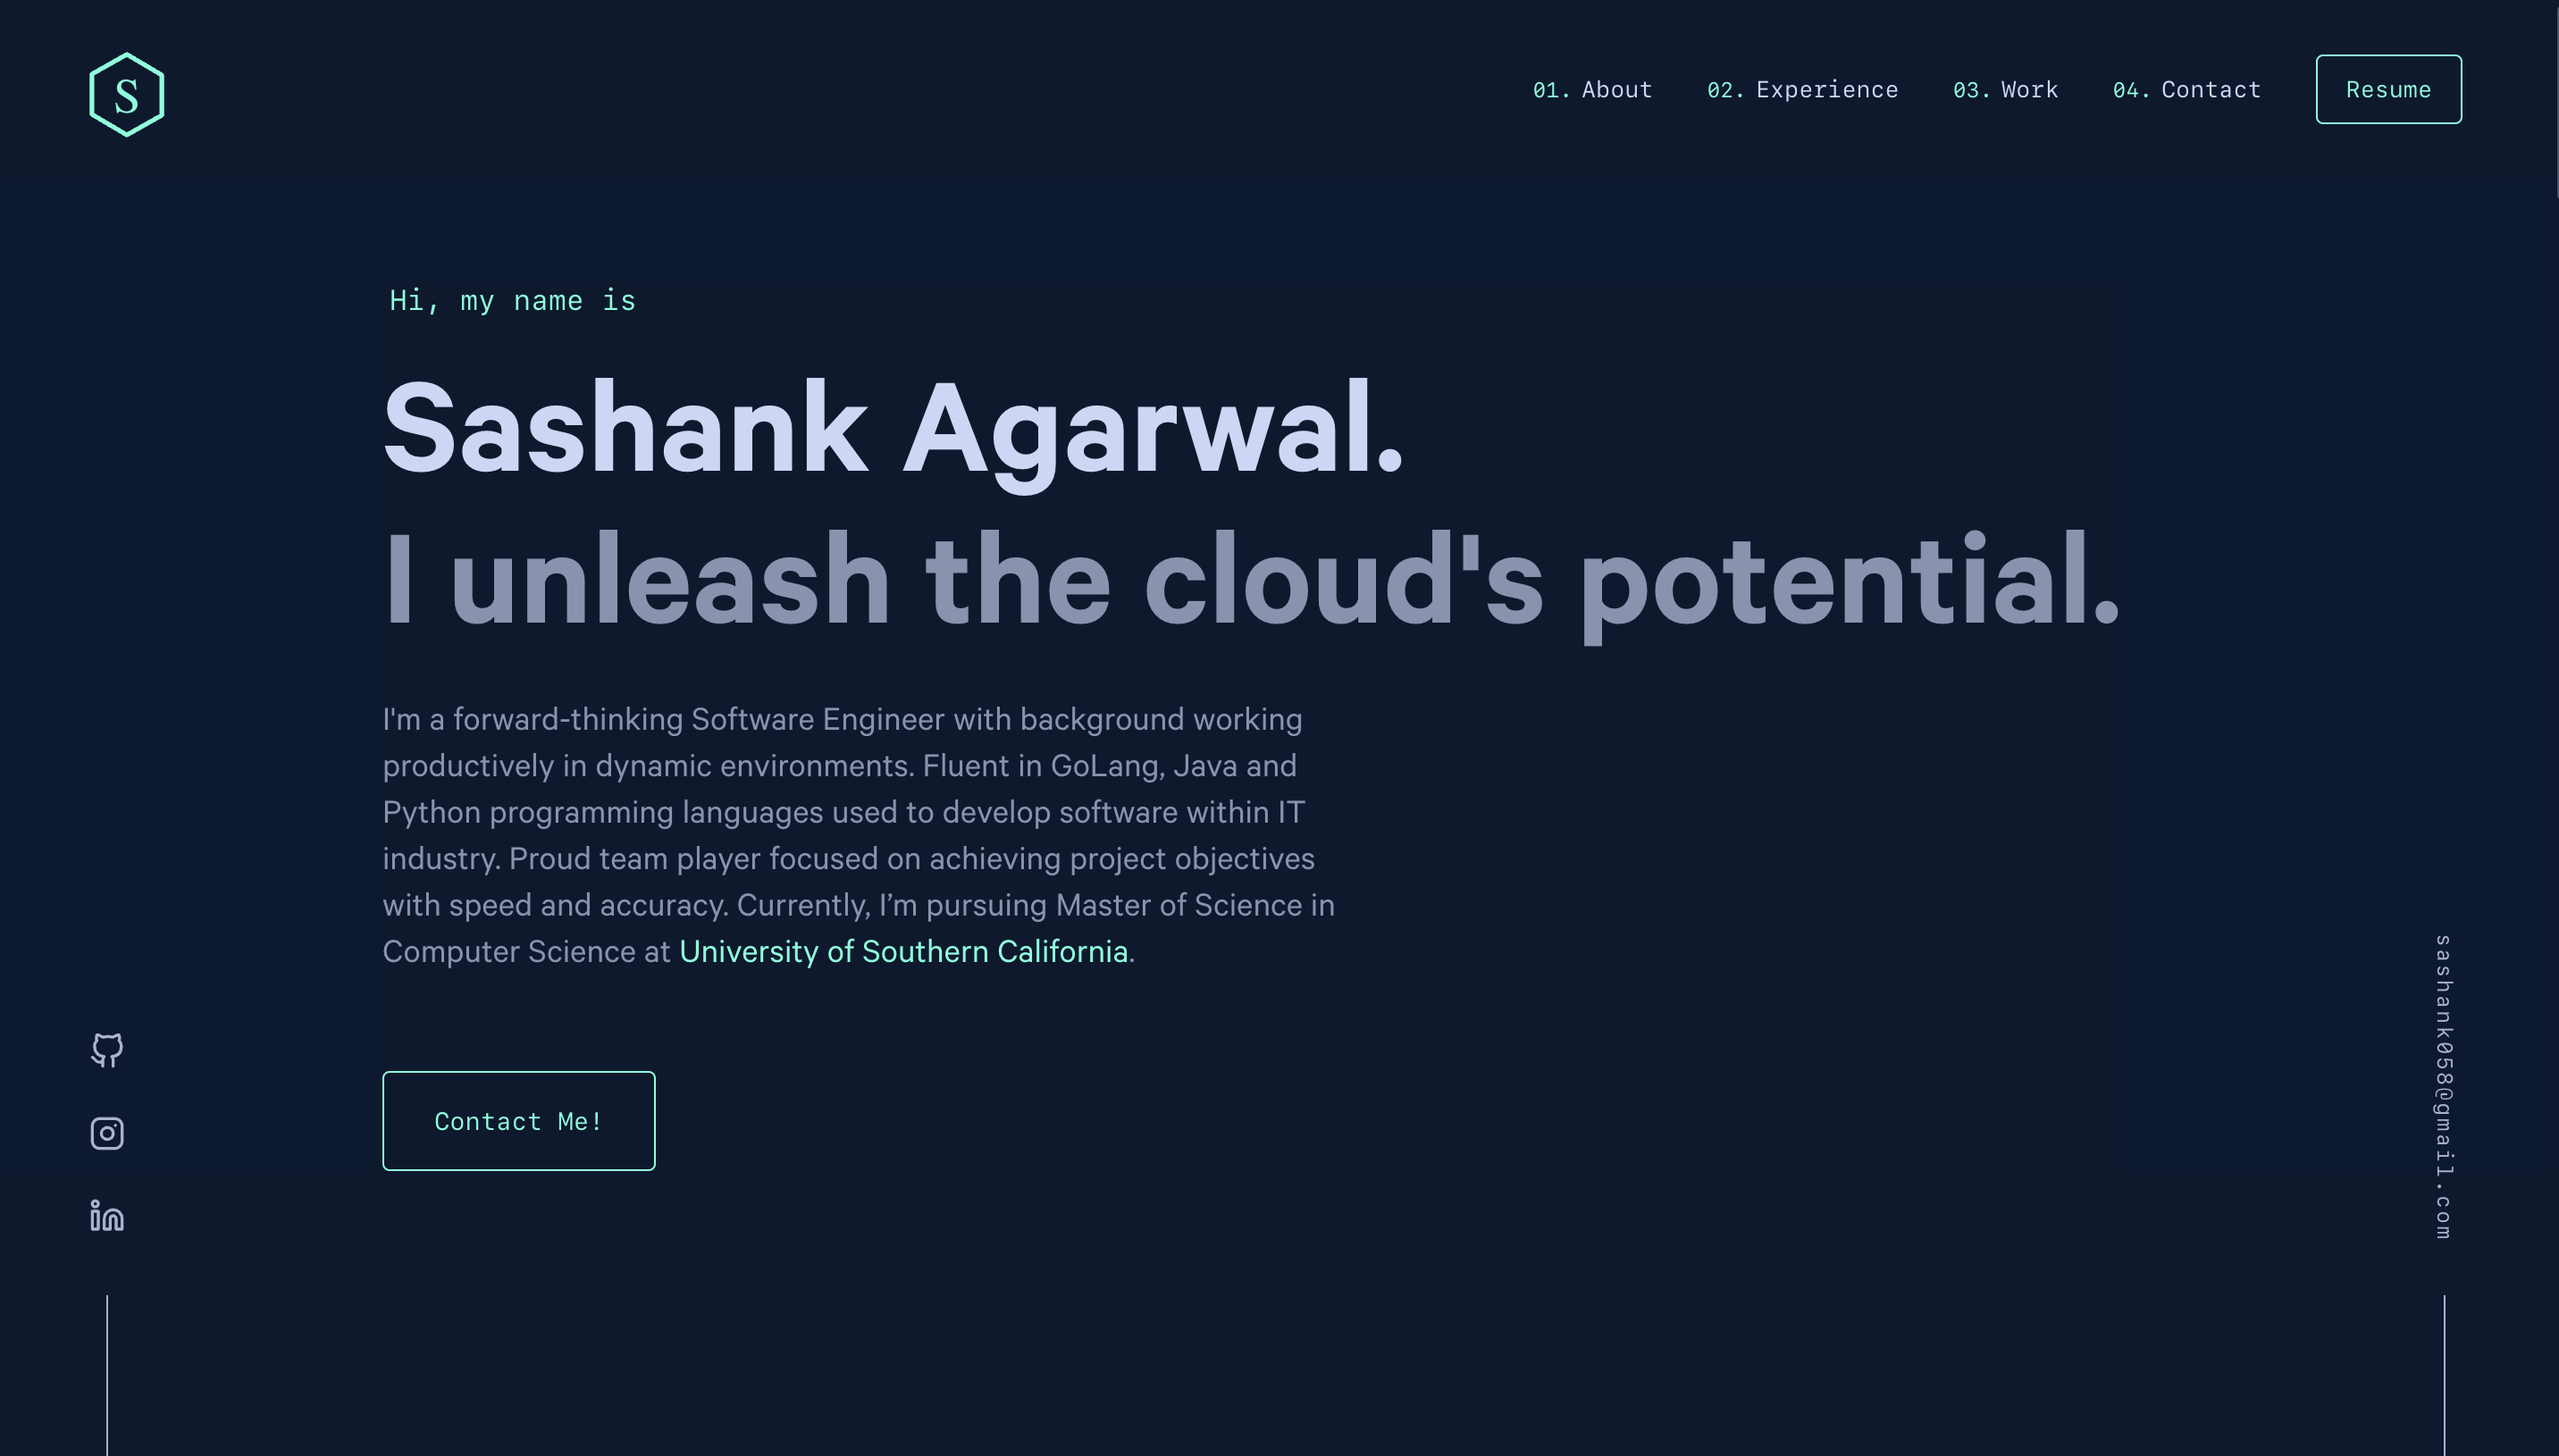 S
01. About 02. Experience 03. Work 04. Contact Resume
Hi, my name is
Sashank Agarwal.
I unleash the cloud's potential.
I'm a forward-thinking Software Engineer with background working
productively in dynamic environments. Fluent in GoLang, Java and
Python programming languages used to develop software within IT
industry. Proud team player focused on achieving project objectives
with speed and accuracy. Currently, I’m pursuing Master of Science in
Computer Science at University of Southern California.
Contact Me!
in
sashank058@gmail.com